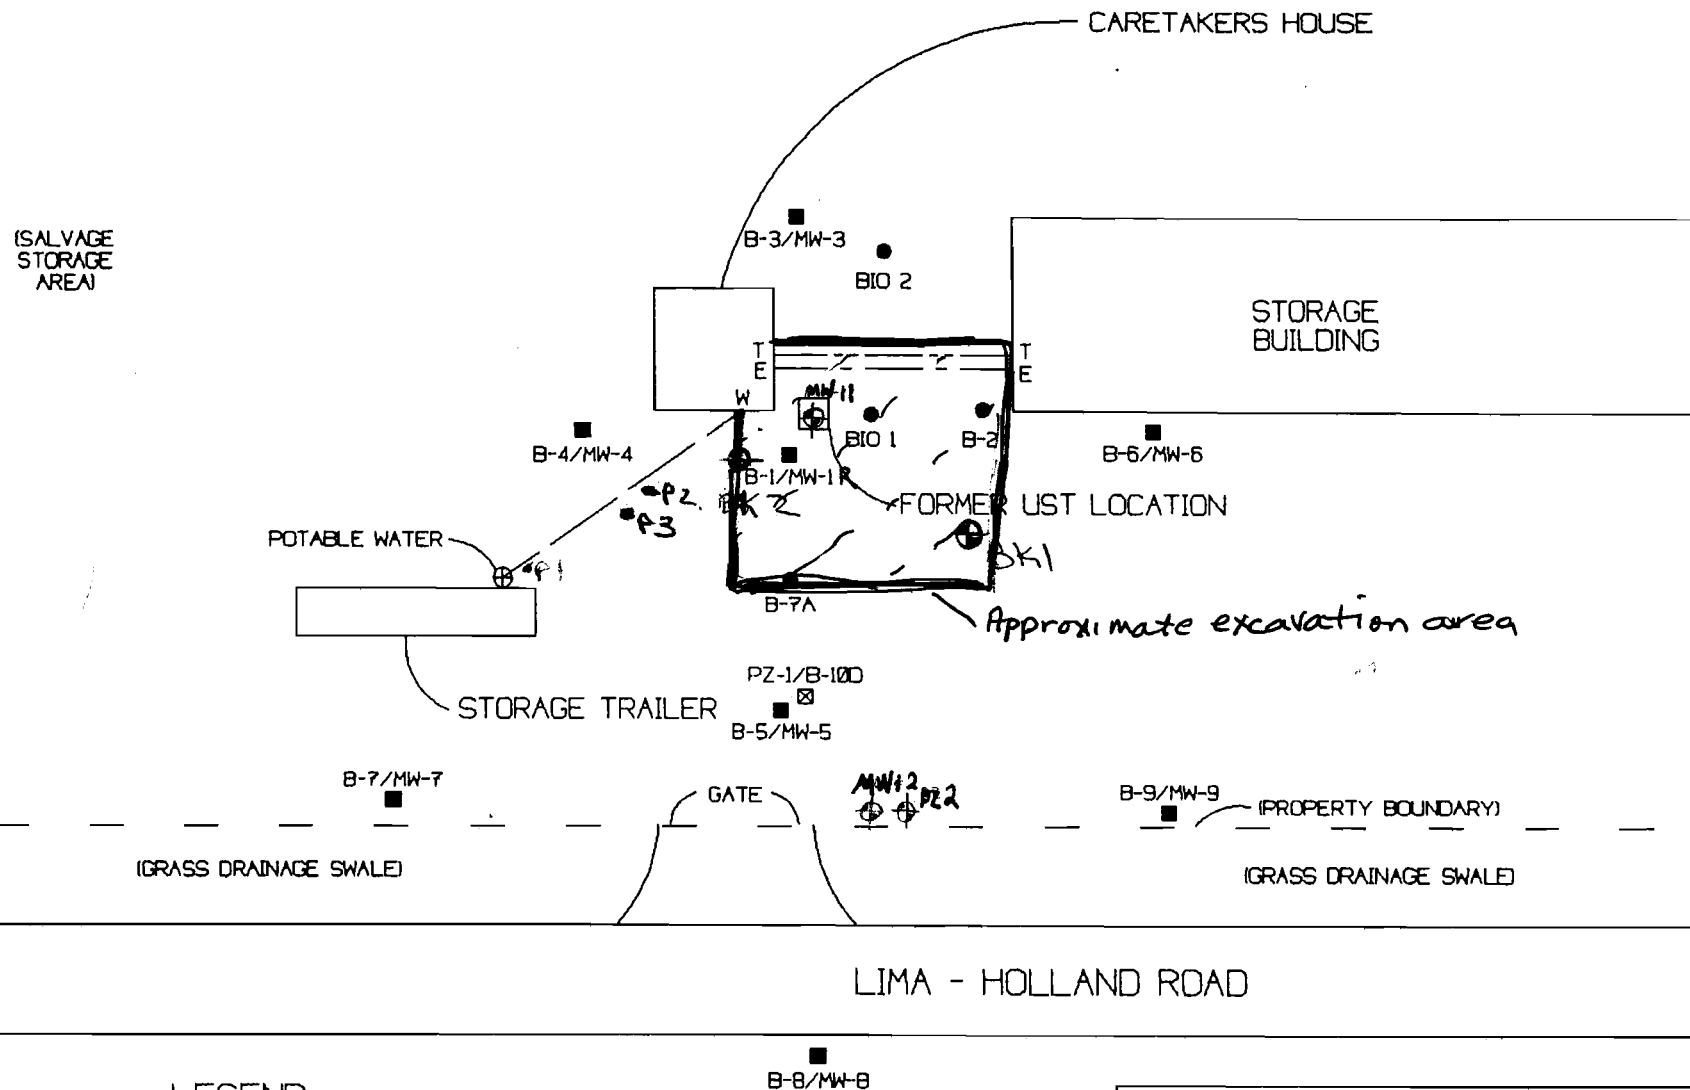 CARETAKERS HOUSE
(SALVAGE
STORAGE
AREA)
B-3/MW-3
BIO 2
STORAGE
BUILDING
T
E
T
E
W
MW-11
BIO 1
B-2
B-4/MW-4
B-1/MW-1R
B-6/MW-6
P2
BK2
FORMER UST LOCATION
P3
POTABLE WATER
P1
BK1
B-7A
Approximate excavation area
PZ-1/B-10D
STORAGE TRAILER
B-5/MW-5
B-7/MW-7
GATE
MW12
PZ2
B-9/MW-9
(PROPERTY BOUNDARY)
(GRASS DRAINAGE SWALE)
(GRASS DRAINAGE SWALE)
LIMA - HOLLAND ROAD
B-8/MW-8
LEGEND